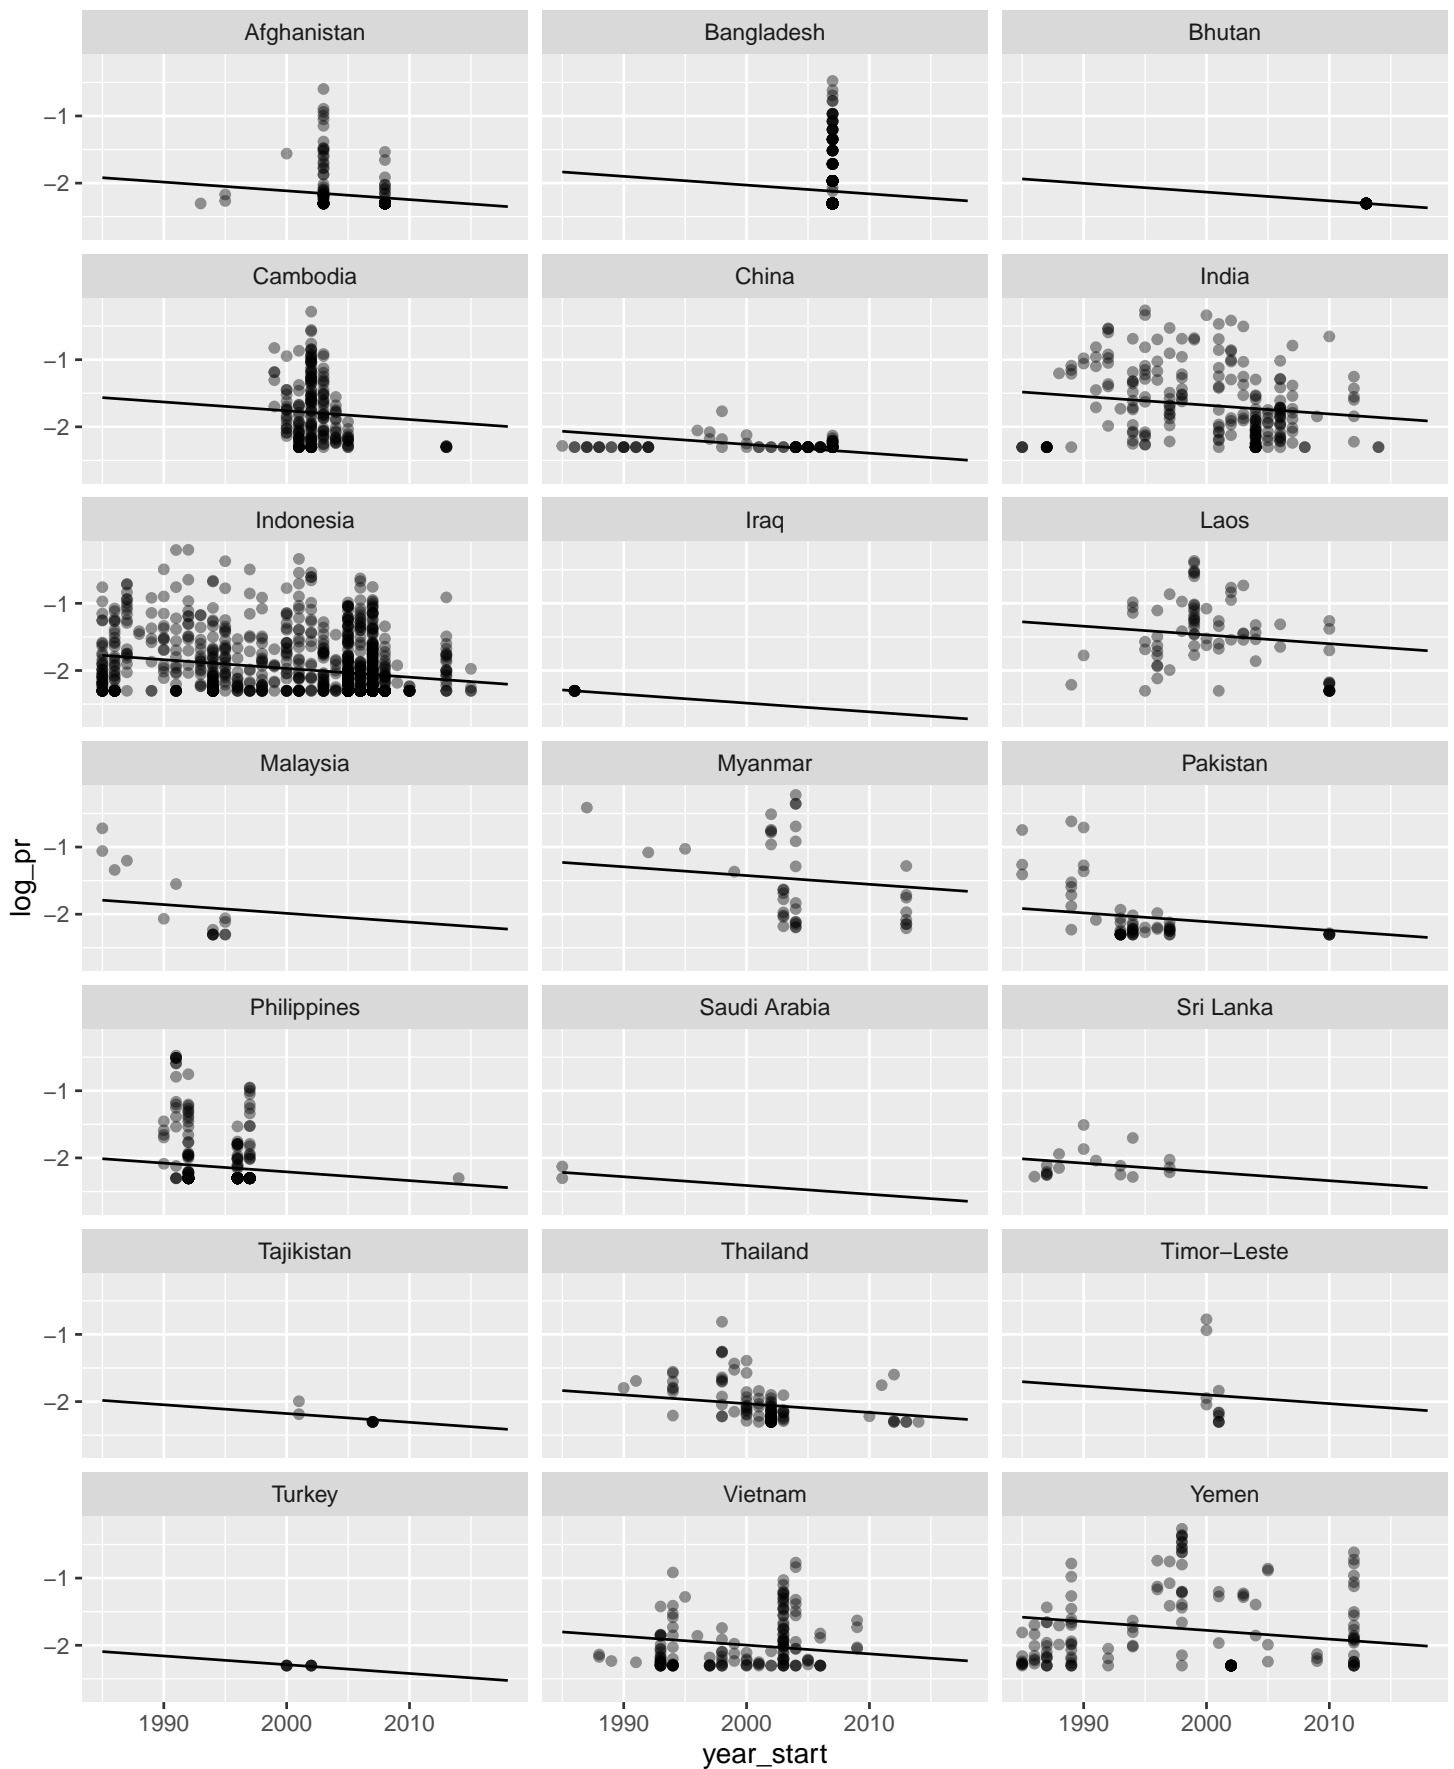 Afghanistan Bangladesh Bhutan
−1
−2
Cambodia China India
−1
−2
Indonesia Iraq Laos
−1
−2
Malaysia Myanmar Pakistan
−1
−2
Philippines Saudi Arabia Sri Lanka
−1
−2
Tajikistan Thailand Timor−Leste
−1
−2
Turkey Vietnam Yemen
−1
−2
1990 2000 2010 1990 2000 2010 1990 2000 2010
year_start
log_pr